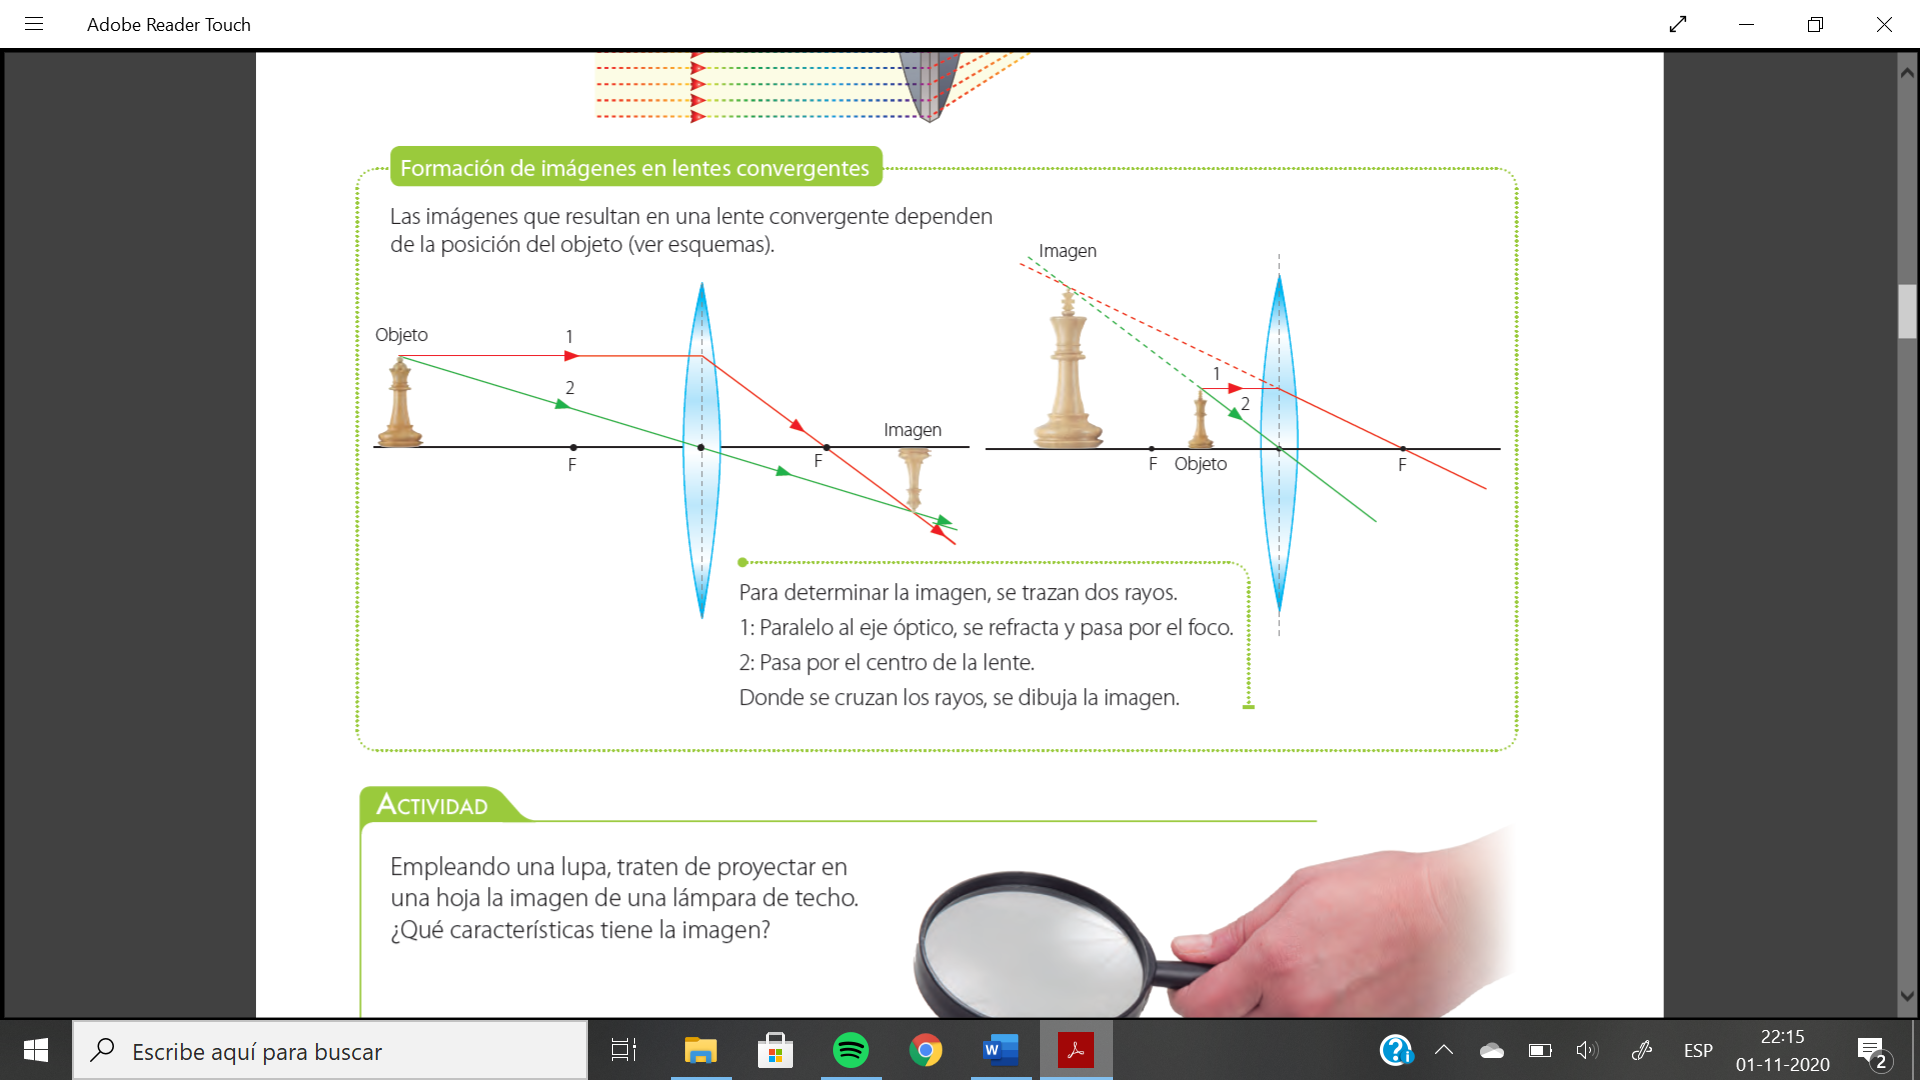 Adobe Reader Touch
Formación de imágenes en lentes convergentes
Las imágenes que resultan en una lente convergente dependen
de la posición del objeto (ver esquemas).
Objeto
1
2
F
F
Imagen
Imagen
1
2
F
Objeto
F
Para determinar la imagen, se trazan dos rayos.
1: Paralelo al eje óptico, se refracta y pasa por el foco.
2: Pasa por el centro de la lente.
Donde se cruzan los rayos, se dibuja la imagen.
ACTIVIDAD
Empleando una lupa, traten de proyectar en
una hoja la imagen de una lámpara de techo.
¿Qué características tiene la imagen?
Escribe aquí para buscar
W
ESP
22:15
01-11-2020
2